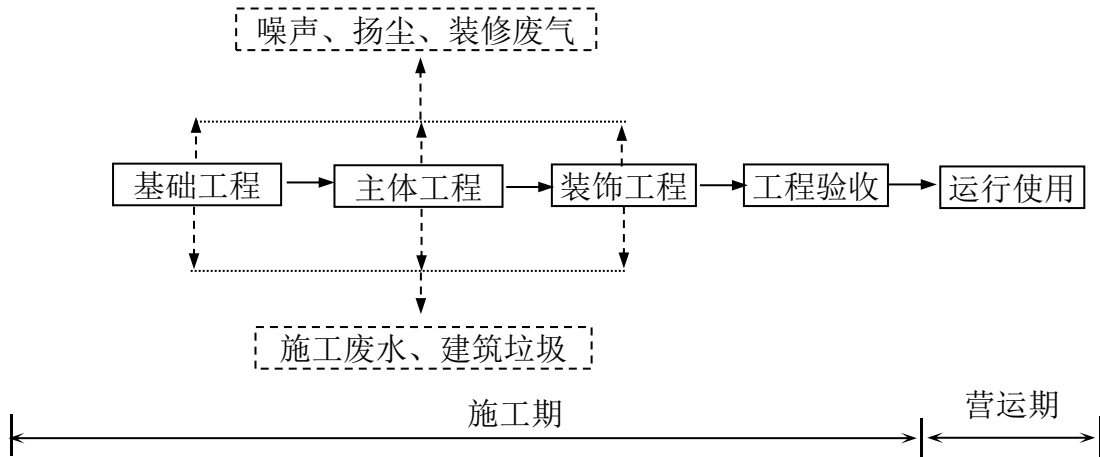 噪声、扬尘、装修废气
基础工程
主体工程
装饰工程
工程验收
运行使用
施工废水、建筑垃圾
施工期
营运期